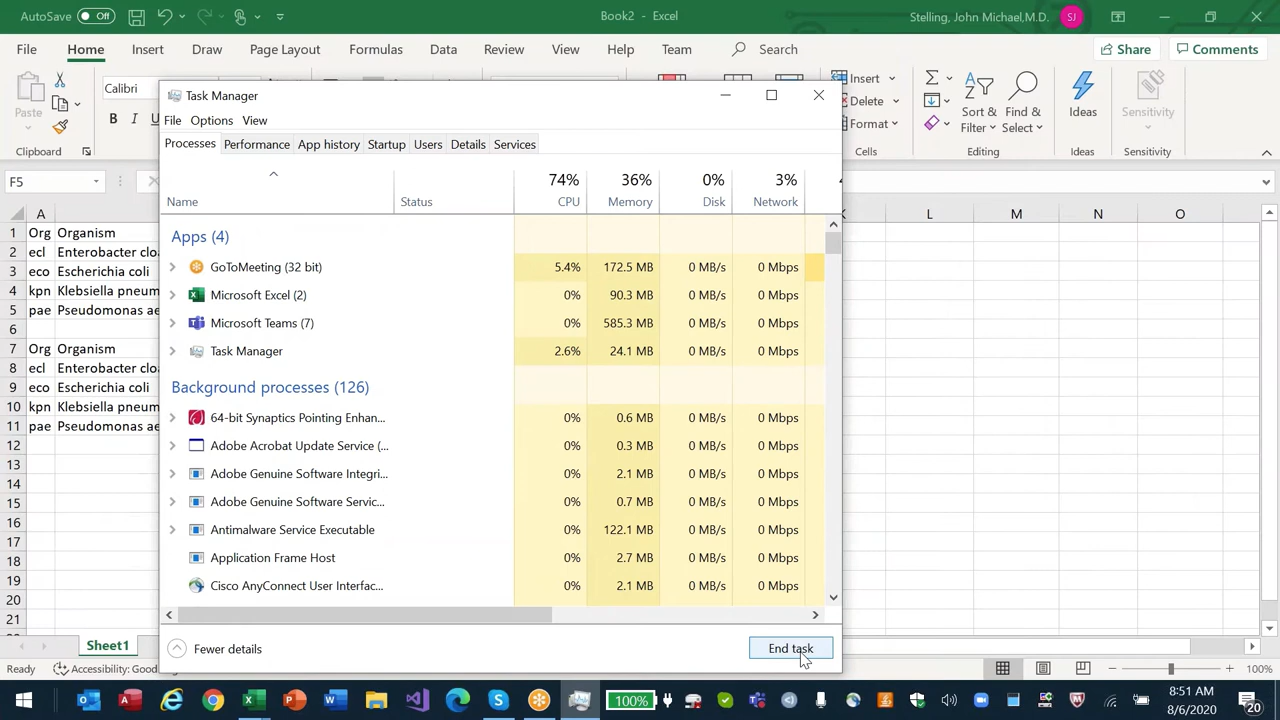 AutoSave Off
Book2 - Excel
Stelling, John Michael,M.D. SJ
File Home Insert Draw Page Layout Formulas Data Review View Help Team Search
Share Comments
Calibri
B I
Paste
Clipboard
Insert
Delete
Format
Cells
Sort & Filter
Find & Select
Editing
Ideas
Ideas
Sensitivity
Sensitivity
F5
Task Manager
File Options View
Processes Performance App history Startup Users Details Services
74% 36% 0% 3%
Name Status CPU Memory Disk Network
Apps (4)
GoToMeeting (32 bit) 5.4% 172.5 MB 0 MB/s 0 Mbps
Microsoft Excel (2) 0% 90.3 MB 0 MB/s 0 Mbps
Microsoft Teams (7) 0% 585.3 MB 0 MB/s 0 Mbps
Task Manager 2.6% 24.1 MB 0 MB/s 0 Mbps
Background processes (126)
64-bit Synaptics Pointing Enhan... 0% 0.6 MB 0 MB/s 0 Mbps
Adobe Acrobat Update Service (... 0% 0.3 MB 0 MB/s 0 Mbps
Adobe Genuine Software Integri... 0% 2.1 MB 0 MB/s 0 Mbps
Adobe Genuine Software Servic... 0% 0.7 MB 0 MB/s 0 Mbps
Antimalware Service Executable 0% 122.1 MB 0 MB/s 0 Mbps
Application Frame Host 0% 2.7 MB 0 MB/s 0 Mbps
Cisco AnyConnect User Interfac... 0% 2.1 MB 0 MB/s 0 Mbps
Fewer details
End task
A L M N O
1 Org Organism
2 ecl Enterobacter cloa
3 eco Escherichia coli
4 kpn Klebsiella pneum
5 pae Pseudomonas ae
6
7 Org Organism
8 ecl Enterobacter cloa
9 eco Escherichia coli
10 kpn Klebsiella pneum
11 pae Pseudomonas ae
12
13
14
15
16
17
18
19
20
21
Sheet1
Ready Accessibility: Good
100%
100%
8:51 AM
8/6/2020
20